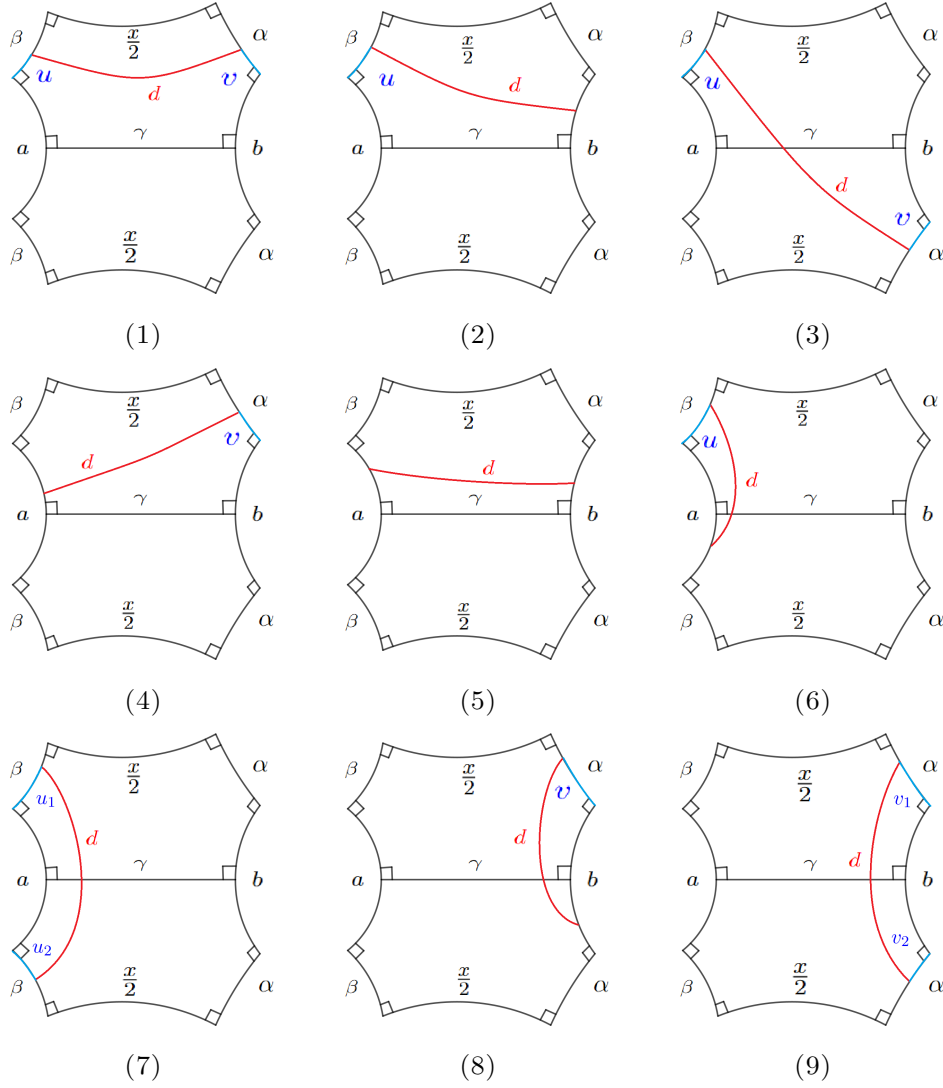 β x/2 α
u v
d
γ
a b
x/2
β α
(1)
β x/2 α
u d
γ
a b
x/2
β α
(2)
β x/2 α
u
γ
a b
d
v
x/2
β α
(3)
β x/2 α
v
d
γ
a b
x/2
β α
(4)
β x/2 α
d
γ
a b
x/2
β α
(5)
β x/2 α
u
d
γ
a b
x/2
β α
(6)
β x/2 α
u₁
d
γ
a b
u₂
x/2
β α
(7)
β x/2 α
v
d
γ
a b
x/2
β α
(8)
β x/2 α
v₁
d
γ
a b
v₂
x/2
β α
(9)